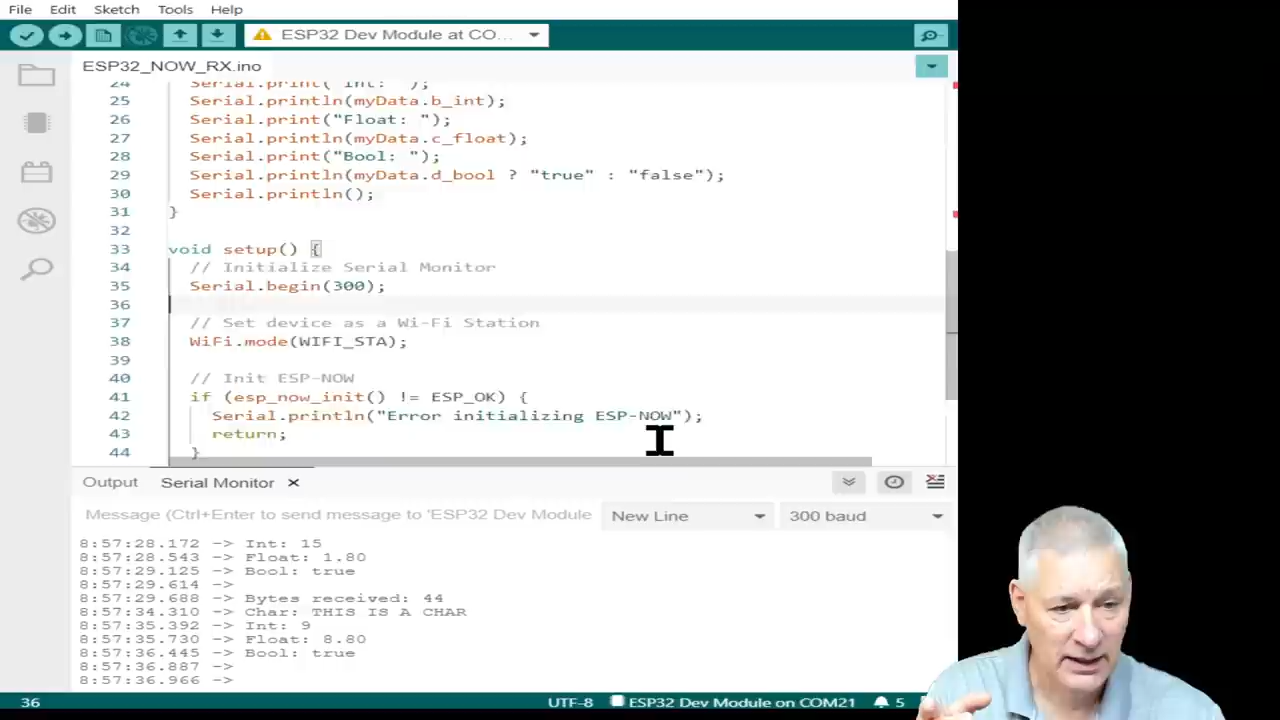 File Edit Sketch Tools Help
ESP32 Dev Module at CO...
ESP32_NOW_RX.ino
24 Serial.print("Int: ");
25 Serial.println(myData.b_int);
26 Serial.print("Float: ");
27 Serial.println(myData.c_float);
28 Serial.print("Bool: ");
29 Serial.println(myData.d_bool ? "true" : "false");
30 Serial.println();
31 }
32
33 void setup() {
34 // Initialize Serial Monitor
35 Serial.begin(300);
36
37 // Set device as a Wi-Fi Station
38 WiFi.mode(WIFI_STA);
39
40 // Init ESP-NOW
41 if (esp_now_init() != ESP_OK) {
42 Serial.println("Error initializing ESP-NOW");
43 return;
44 }
Output Serial Monitor
Message (Ctrl+Enter to send message to 'ESP32 Dev Module New Line 300 baud
8:57:28.172 -> Int: 15
8:57:28.543 -> Float: 1.80
8:57:29.125 -> Bool: true
8:57:29.614 ->
8:57:29.688 -> Bytes received: 44
8:57:34.310 -> Char: THIS IS A CHAR
8:57:35.392 -> Int: 9
8:57:35.730 -> Float: 8.80
8:57:36.445 -> Bool: true
8:57:36.887 ->
8:57:36.966 ->
36 UTF-8 ESP32 Dev Module on COM21 5